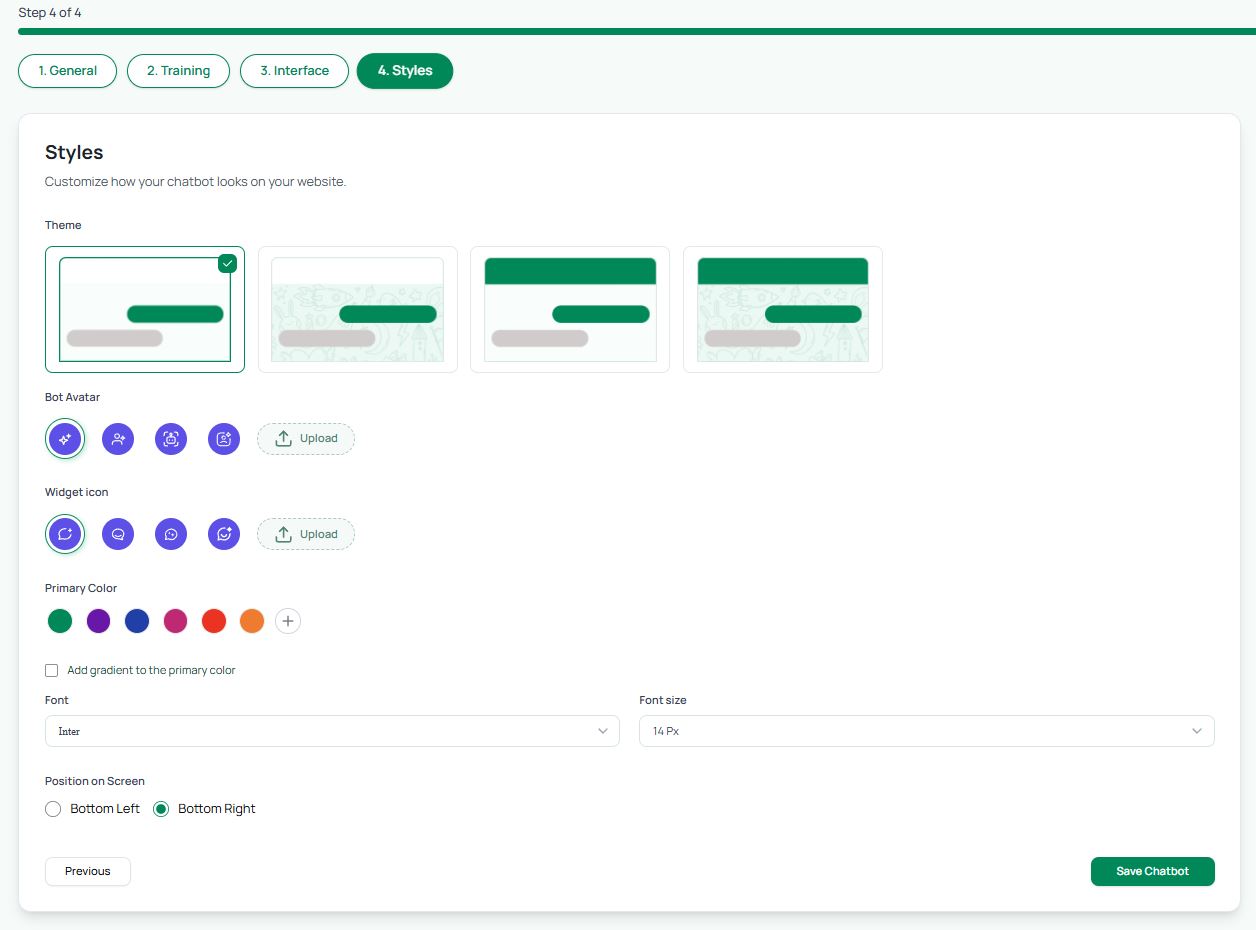 Step 4 of 4
1. General 2. Training 3. Interface 4. Styles
Styles
Customize how your chatbot looks on your website.
Theme
Bot Avatar
Upload
Widget icon
Upload
Primary Color
Add gradient to the primary color
Font Font size
Inter 14 Px
Position on Screen
Bottom Left Bottom Right
Previous Save Chatbot